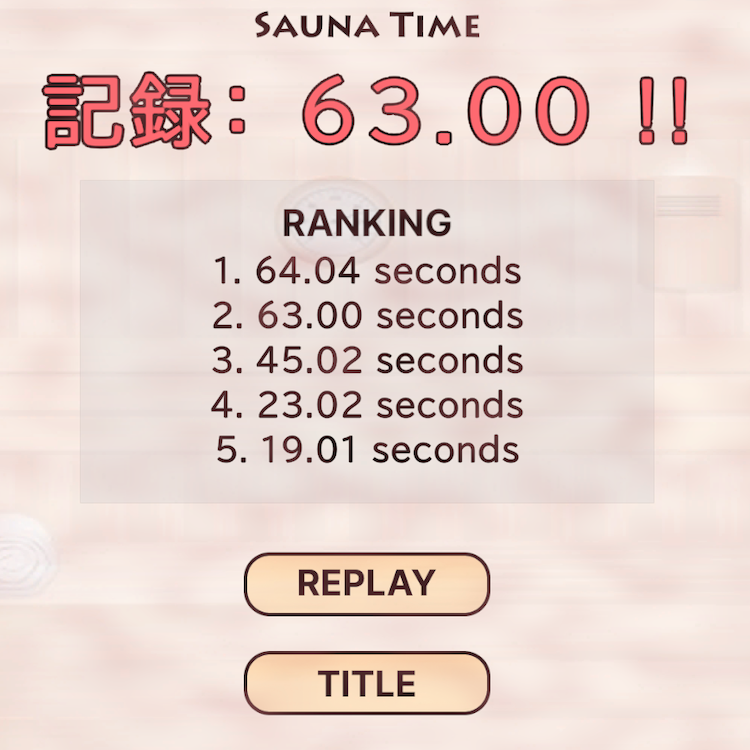 SAUNA TIME
記録: 63.00 !!
RANKING
1. 64.04 seconds
2. 63.00 seconds
3. 45.02 seconds
4. 23.02 seconds
5. 19.01 seconds
REPLAY
TITLE